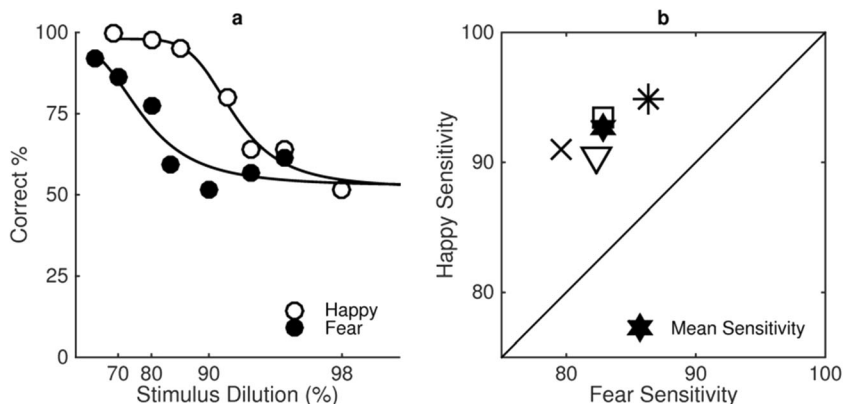 a
100
75
50
25
0
Correct %
70 80 90 98
Stimulus Dilution (%)
Happy
Fear
b
100
90
80
Happy Sensitivity
80 90 100
Fear Sensitivity
Mean Sensitivity